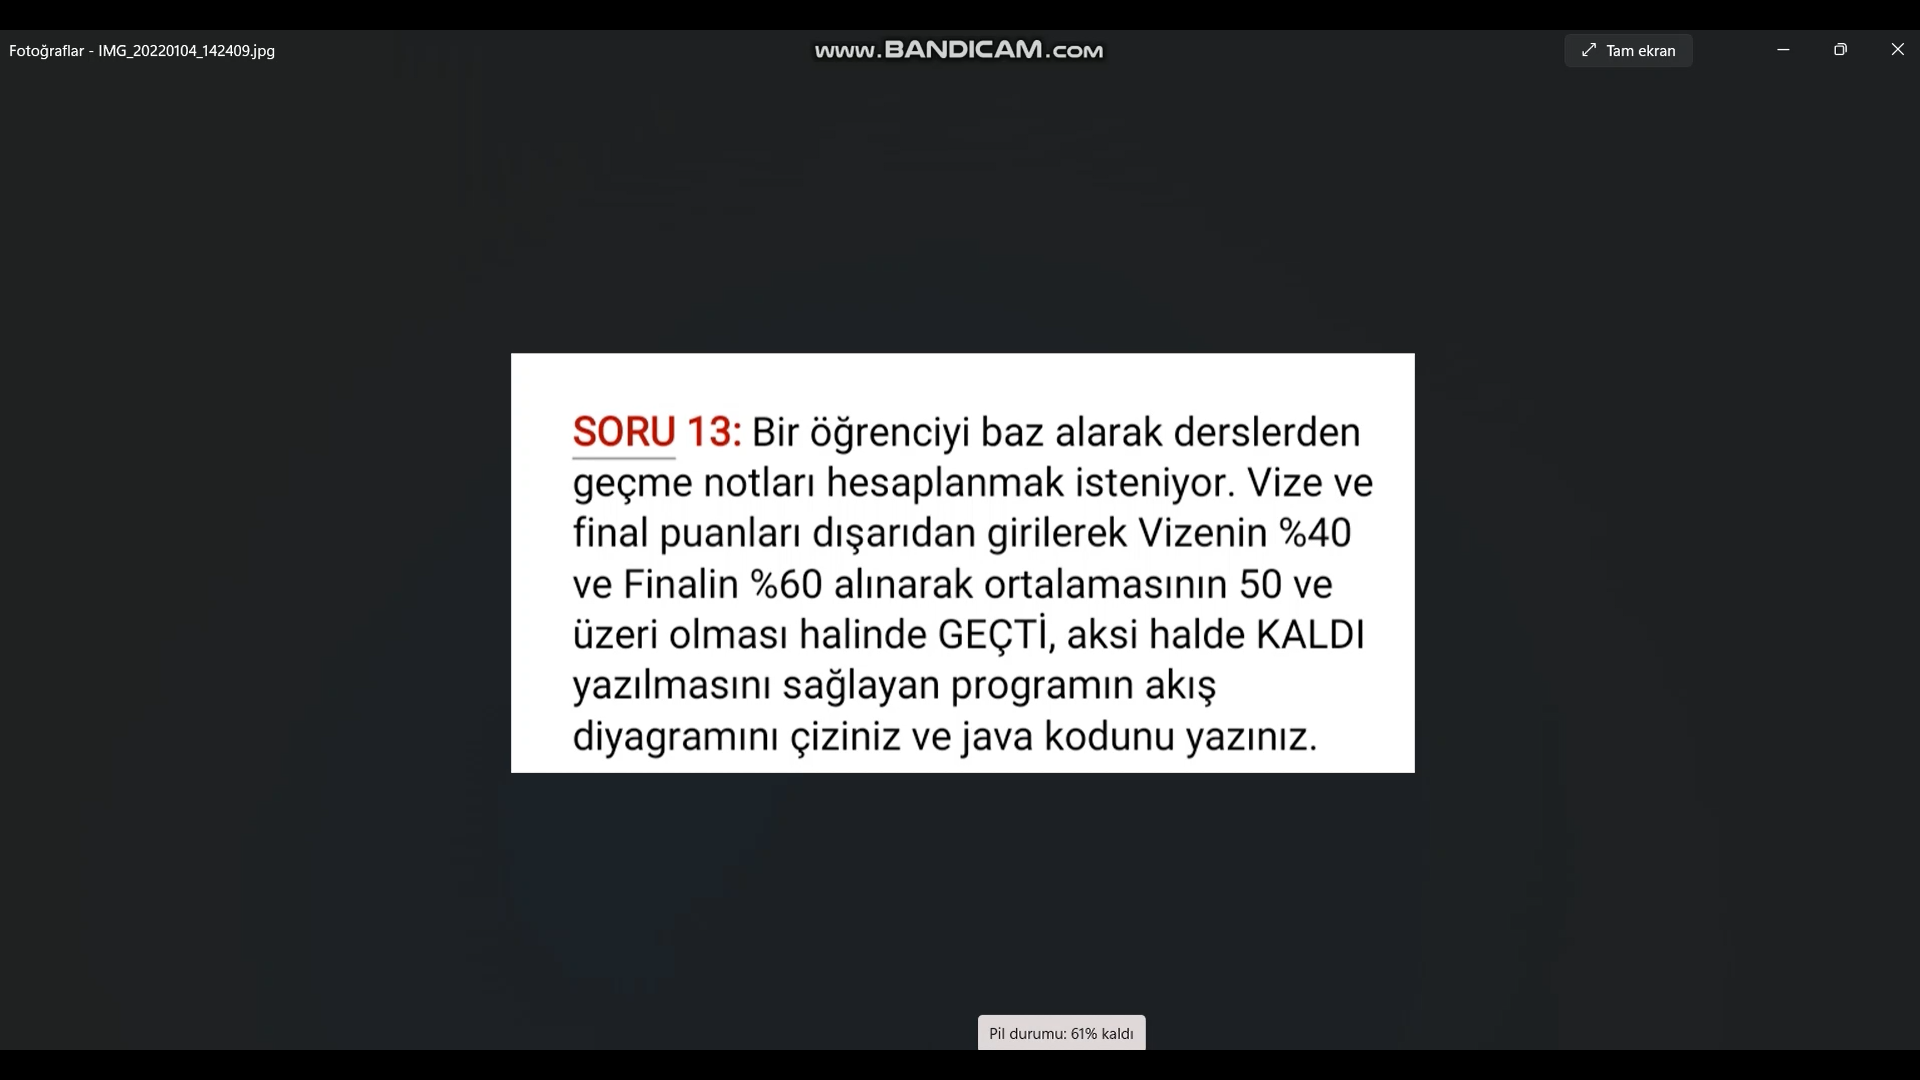 Fotoğraflar - IMG_20220104_142409.jpg
www.BANDICAM.com
Tam ekran
SORU 13: Bir öğrenciyi baz alarak derslerden
geçme notları hesaplanmak isteniyor. Vize ve
final puanları dışarıdan girilerek Vizenin %40
ve Finalin %60 alınarak ortalamasının 50 ve
üzeri olması halinde GEÇTİ, aksi halde KALDI
yazılmasını sağlayan programın akış
diyagramını çiziniz ve java kodunu yazınız.
Pil durumu: 61% kaldı